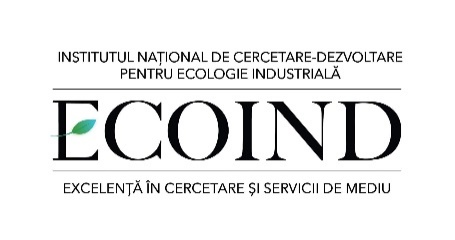 INSTITUTUL NAȚIONAL DE CERCETARE-DEZVOLTARE
PENTRU ECOLOGIE INDUSTRIALĂ
ECOIND
EXCELENȚĂ ÎN CERCETARE ȘI SERVICII DE MEDIU